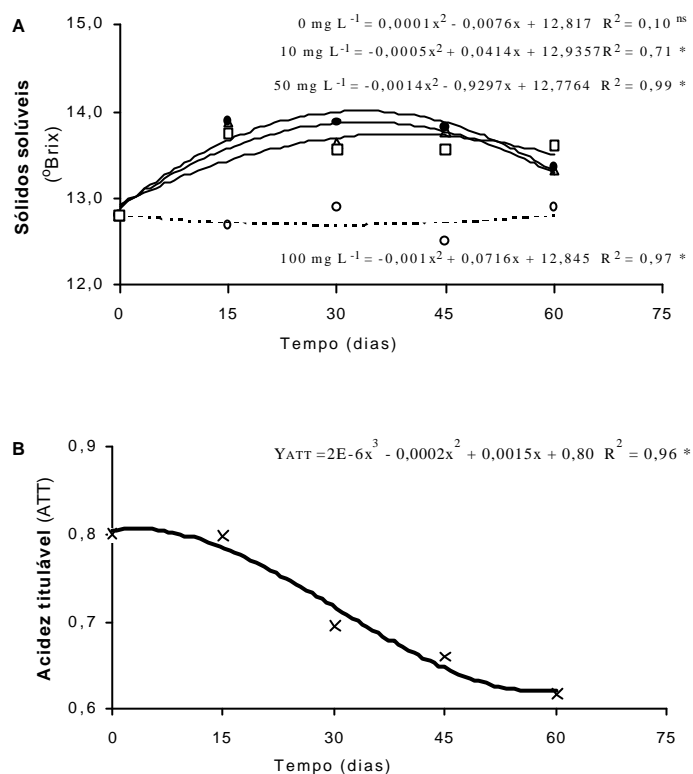 A
15,0
0 mg L⁻¹ = 0,0001x² - 0,0076x + 12,817 R² = 0,10 ns
10 mg L⁻¹ = -0,0005x² + 0,0414x + 12,9357R² = 0,71 *
50 mg L⁻¹ = -0,0014x² - 0,9297x + 12,7764 R² = 0,99 *
14,0
Sólidos solúveis
(ºBrix)
13,0
100 mg L⁻¹ = -0,001x² + 0,0716x + 12,845 R² = 0,97 *
12,0
0 15 30 45 60 75
Tempo (dias)
B
0,9
YATT =2E-6x³ - 0,0002x² + 0,0015x + 0,80 R² = 0,96 *
0,8
Acidez titulável (ATT)
0,7
0,6
0 15 30 45 60 75
Tempo (dias)